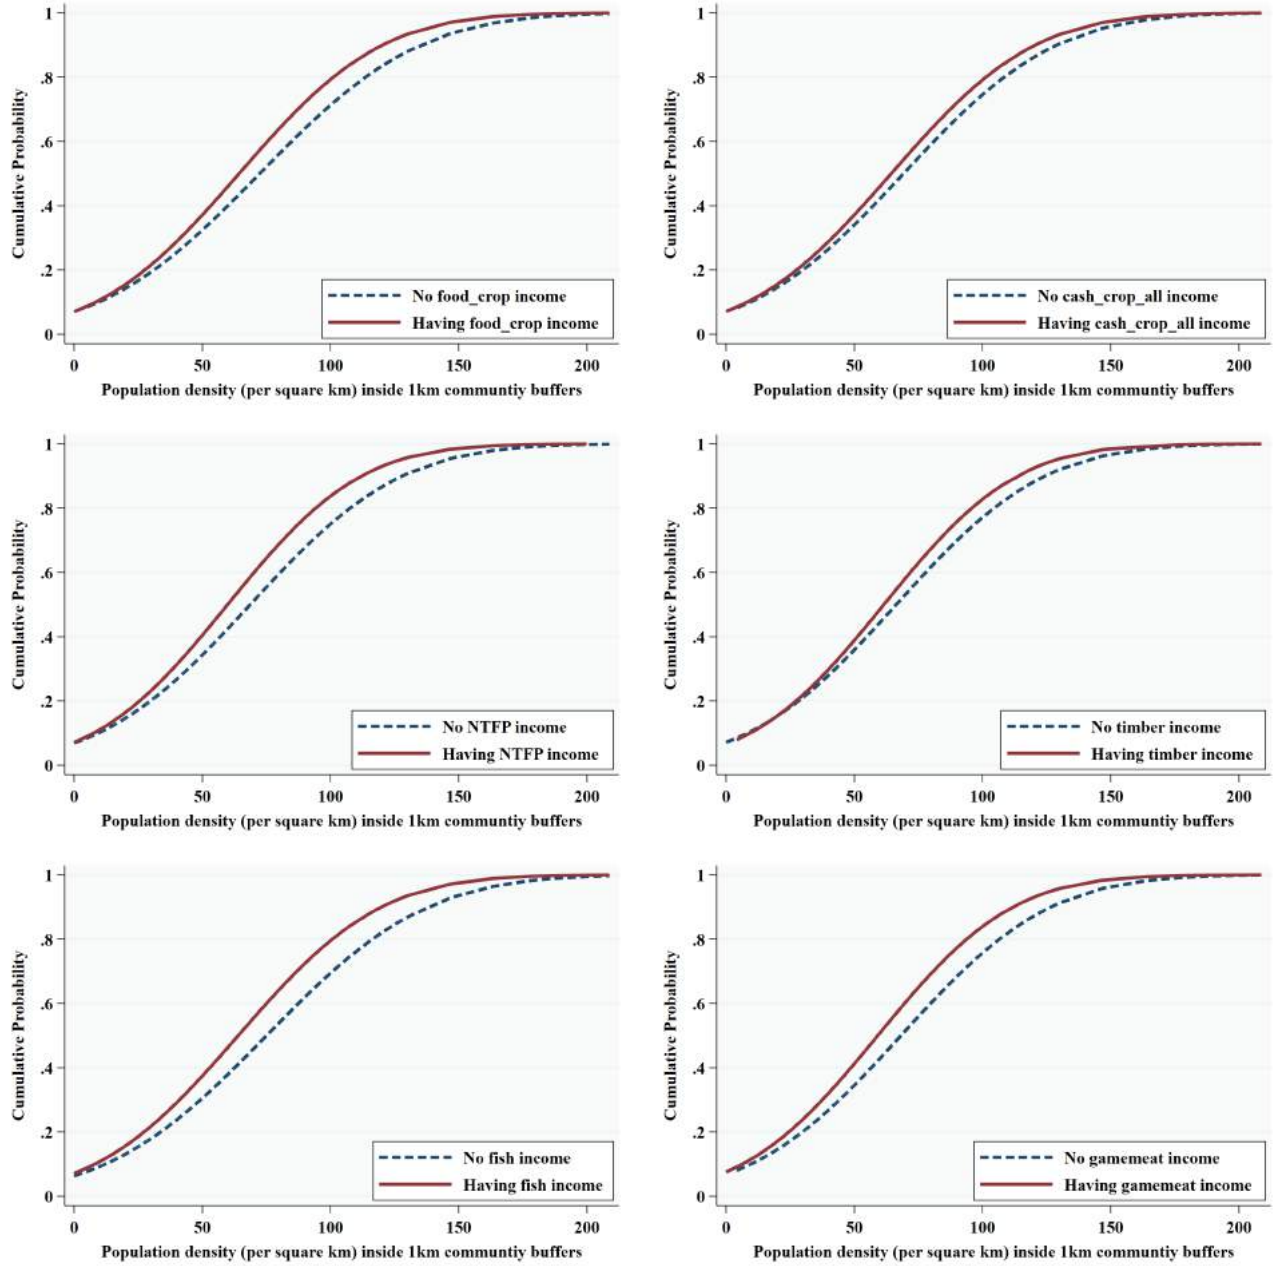 Cumulative Probability
1
.8
.6
.4
.2
0
No food_crop income
Having food_crop income
0 50 100 150 200
Population density (per square km) inside 1km communtiy buffers
Cumulative Probability
1
.8
.6
.4
.2
0
No cash_crop_all income
Having cash_crop_all income
0 50 100 150 200
Population density (per square km) inside 1km communtiy buffers
Cumulative Probability
1
.8
.6
.4
.2
0
No NTFP income
Having NTFP income
0 50 100 150 200
Population density (per square km) inside 1km communtiy buffers
Cumulative Probability
1
.8
.6
.4
.2
0
No timber income
Having timber income
0 50 100 150 200
Population density (per square km) inside 1km communtiy buffers
Cumulative Probability
1
.8
.6
.4
.2
0
No fish income
Having fish income
0 50 100 150 200
Population density (per square km) inside 1km communtiy buffers
Cumulative Probability
1
.8
.6
.4
.2
0
No gamemeat income
Having gamemeat income
0 50 100 150 200
Population density (per square km) inside 1km communtiy buffers